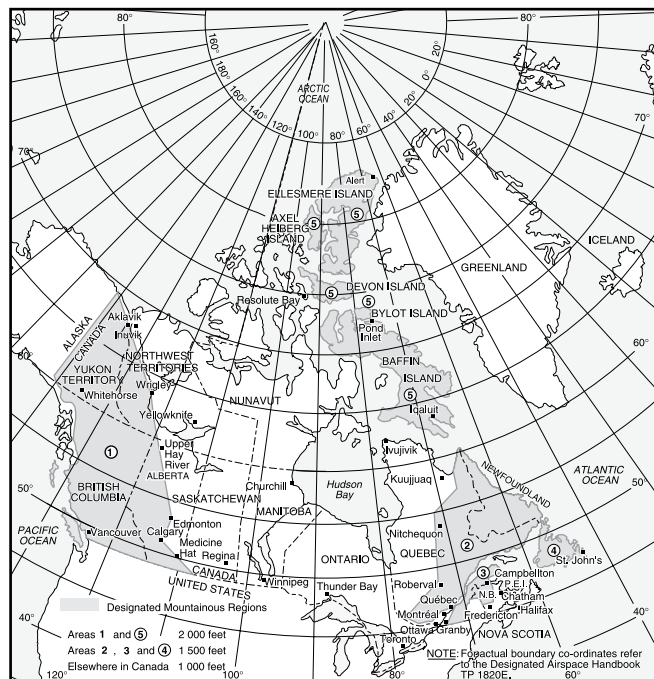 80°
80°
160°
160°
160°
140°
120°
100°
80°
60°
40°
20°
0°
ARCTIC
OCEAN
70°
70°
Alert
ELLESMERE ISLAND
5
5
AXEL
HEIBERG
ISLAND
ICELAND
GREENLAND
DEVON ISLAND
5
5
Resolute Bay
BYLOT ISLAND
Pond
Inlet
Aklavik
Inuvik
ALASKA
CANADA
60°
60°
NORTHWEST
TERRITORIES
BAFFIN
ISLAND
YUKON
TERRITORY
Whitehorse
Wrigley
NUNAVUT
5
Icaluit
Yellowknife
Ivujivik
1
Upper
Hay
River
ALBERTA
Kuujjuaq
NEWFOUNDLAND
ATLANTIC
OCEAN
Churchill
Hudson
Bay
50°
50°
BRITISH
COLUMBIA
SASKATCHEWAN
MANITOBA
PACIFIC
OCEAN
Vancouver
Edmonton
Calgary
Medicine
Hat
Regina
Nitchequon
QUEBEC
2
4
St. John's
ONTARIO
3
Campbellton
P.E.I.
N.B.
Chatham
CANADA
UNITED STATES
Winnipeg
Thunder Bay
Roberval
Québec
Montréal
Fredericton
Halifax
Ottawa
Granby
Toronto
NOVA SCOTIA
40°
40°
Designated Mountainous Regions
Areas 1 and 5 2 000 feet
Areas 2 , 3 and 4 1 500 feet
Elsewhere in Canada 1 000 feet
NOTE: For actual boundary co-ordinates refer
to the Designated Airspace Handbook
TP 1820E.
120°
100°
80°
60°